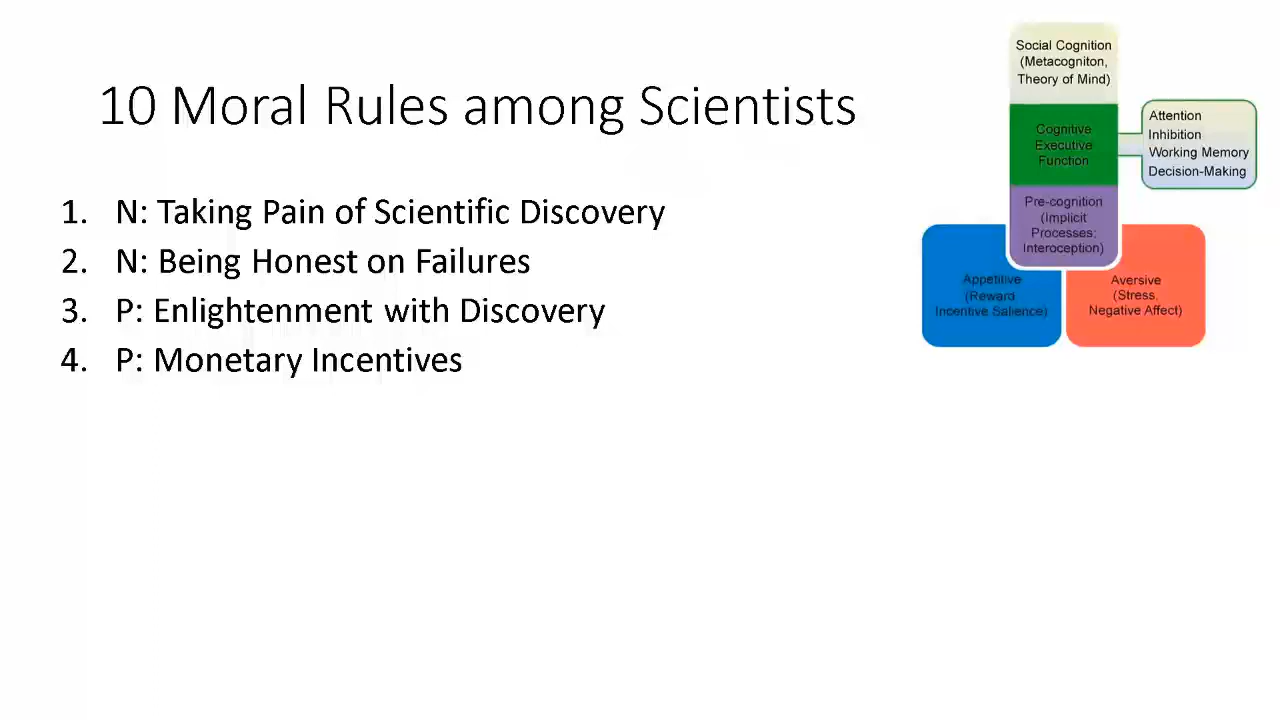 10 Moral Rules among Scientists
1. N: Taking Pain of Scientific Discovery
2. N: Being Honest on Failures
3. P: Enlightenment with Discovery
4. P: Monetary Incentives
Social Cognition
(Metacogniton,
Theory of Mind)
Cognitive
Executive
Function
Attention
Inhibition
Working Memory
Decision-Making
Pre-cognition
(Implicit
Processes;
Interoception)
Appetitive
(Reward
Incentive Salience)
Aversive
(Stress,
Negative Affect)